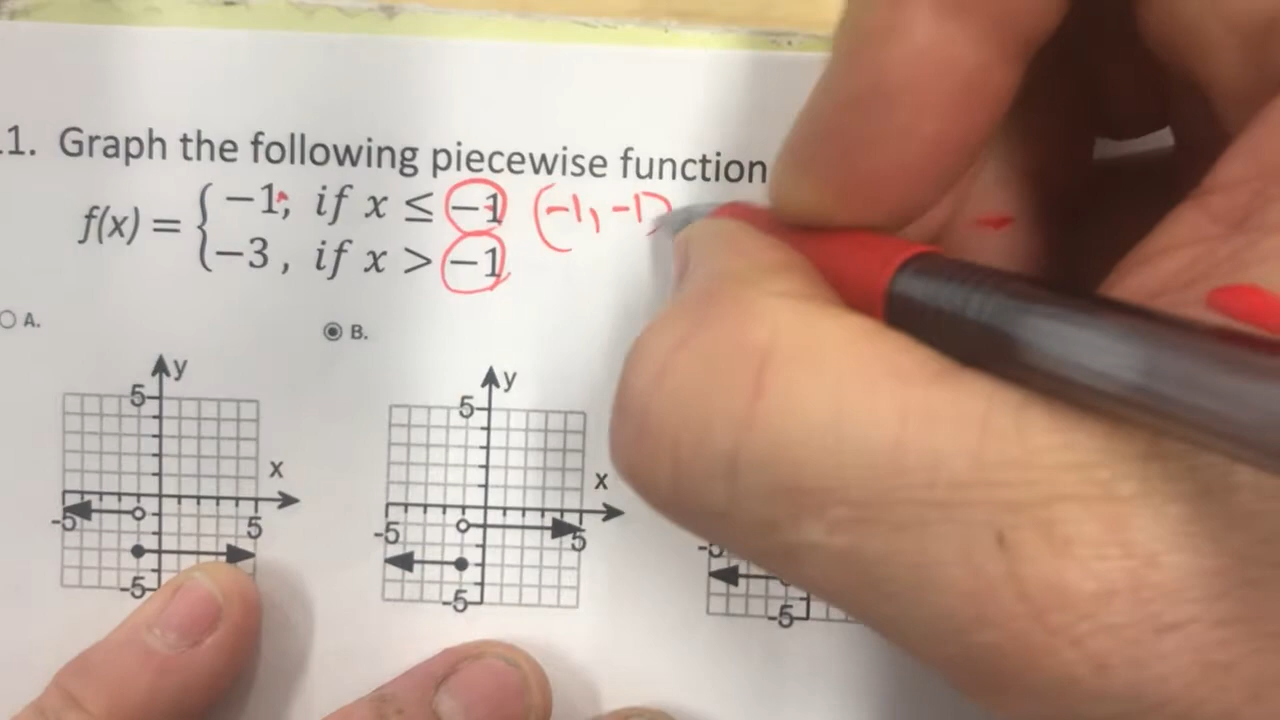 .1. Graph the following piecewise function
f(x) = { −1, if x ≤ −1 (-1, -1)
−3 , if x > −1
A.
B.
y
5
x
-5
5
-5
y
5
x
-5
5
-5
-5